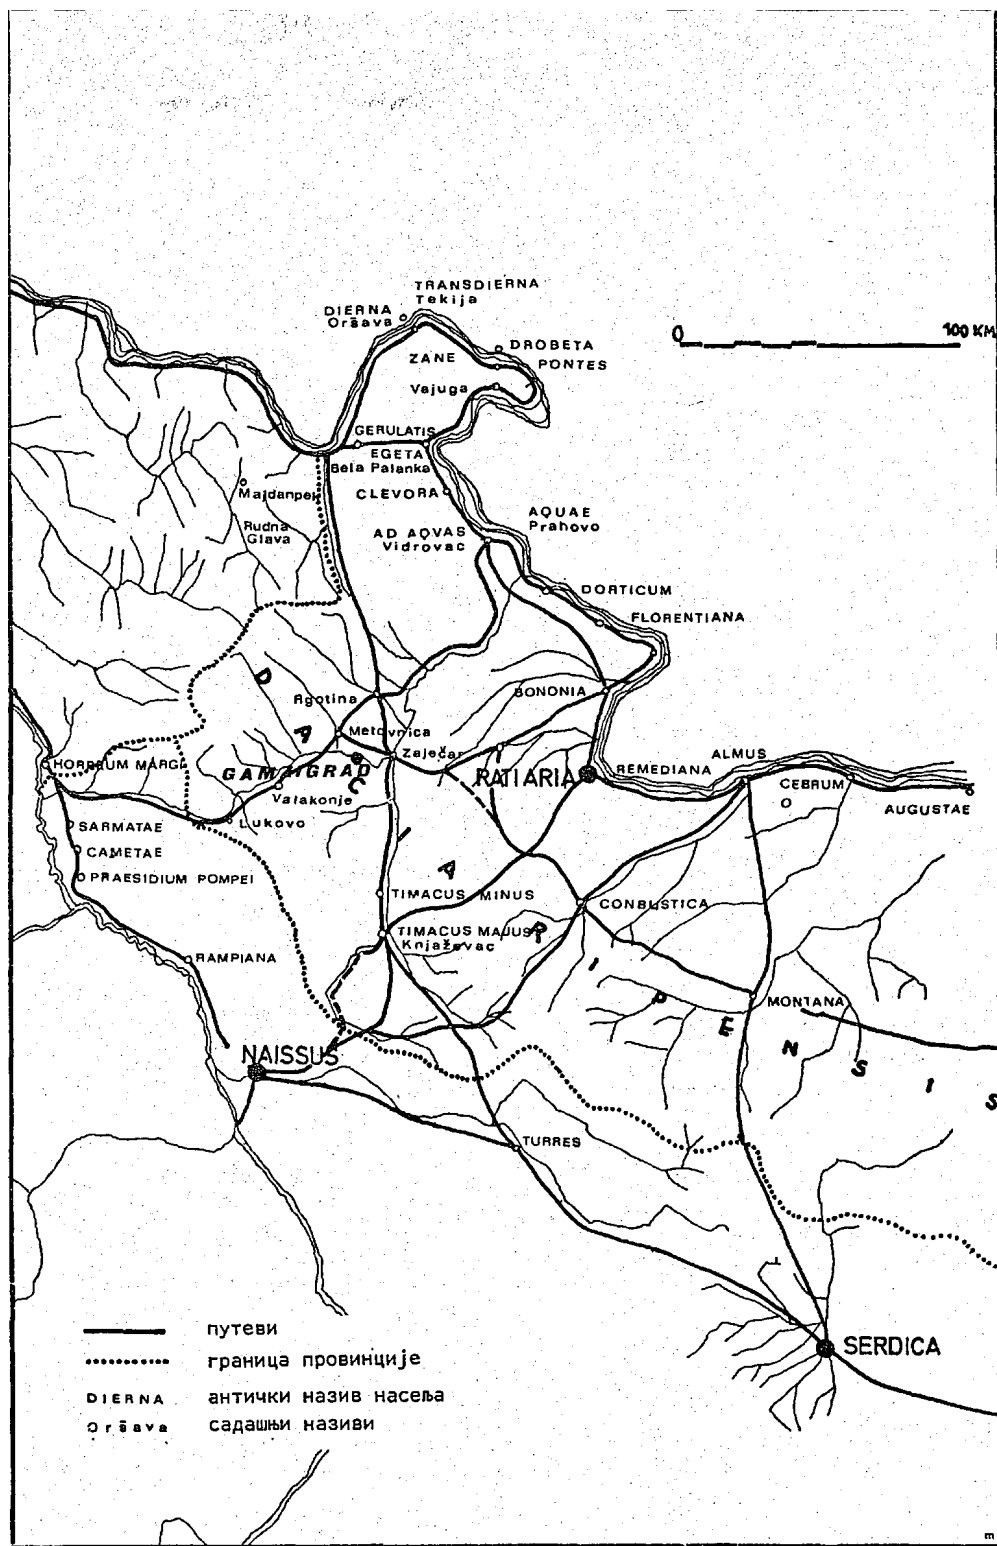 TRANSDIERNA
Tekija
DIERNA
Oršava
0
100 KM
DROBETA
ZANE
PONTES
Vajuga
GERULATIS
EGETA
Bela Palanka
Majdanpek
CLEVORA
AQUAE
Prahovo
Rudna
Glava
AD AQVAS
Vidrovac
DORTICUM
FLORENTIANA
Rgotina
BONONIA
Metovnica
Zaječar
HORREUM MARGI
GAMZIGRAD
RATIARIA
REMEDIANA
ALMUS
CEBRUM
AUGUSTAE
Valakonje
Lukovo
SARMATAE
CAMETAE
PRAESIDIUM POMPEI
TIMACUS MINUS
CONBUSTICA
TIMACUS MAJUS
Knjaževac
RAMPIANA
MONTANA
DACIA RIPENSIS
NAISSUS
TURRES
SERDICA
путеви
граница провинције
DIERNA антички назив насеља
Oršava садашњи називи
m